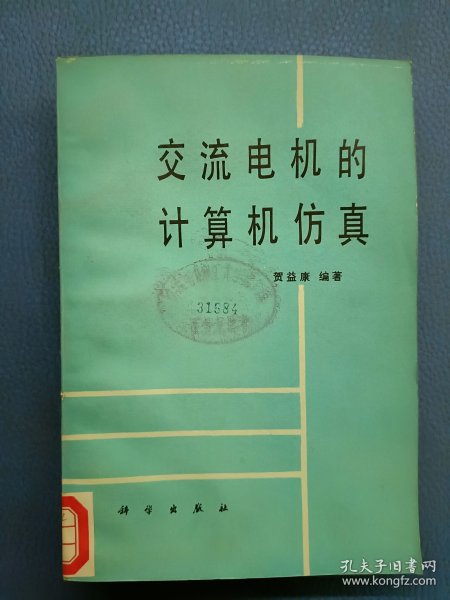 交流电机的
计算机仿真
贺益康 编著
31684
科学出版社
孔夫子旧书网
www.kongfz.com